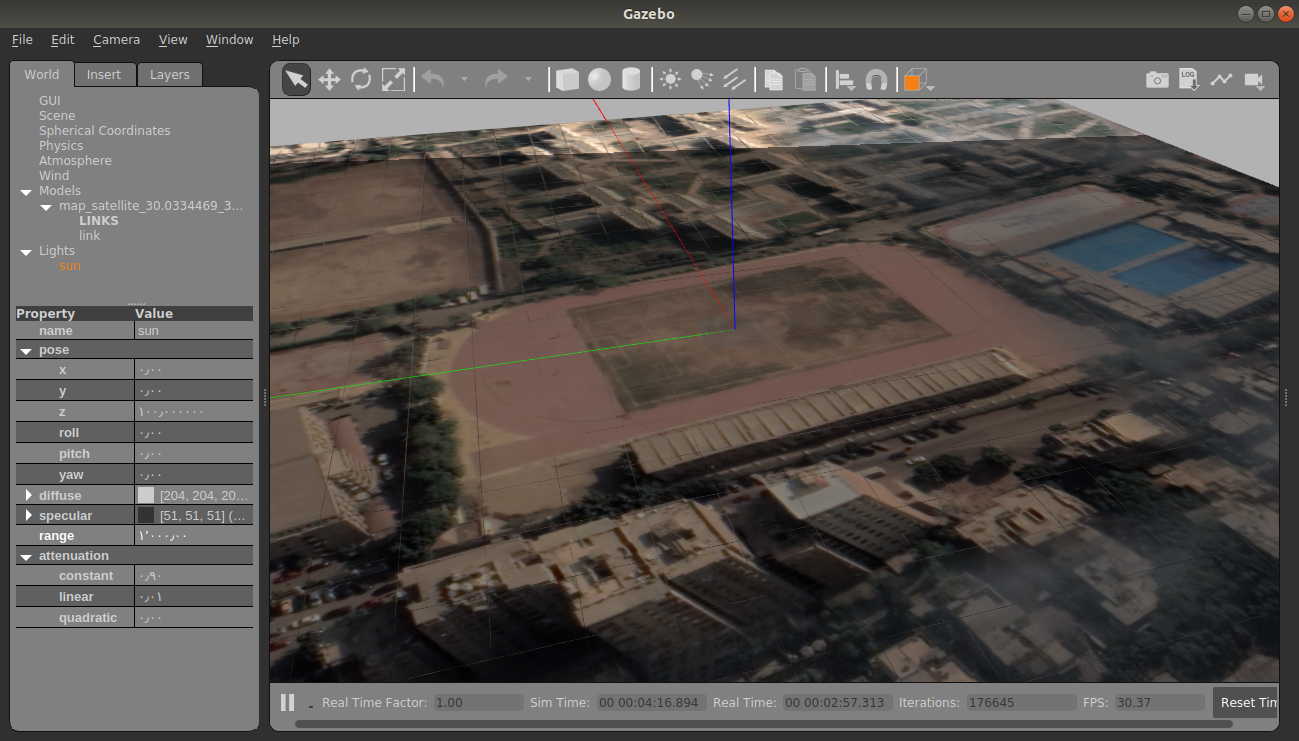 Gazebo
File Edit Camera View Window Help
World Insert Layers
LOG
GUI
Scene
Spherical Coordinates
Physics
Atmosphere
Wind
Models
map_satellite_30.0334469_3...
LINKS
link
Lights
sun
Property Value
name sun
pose
x ٠٫٠٠
y ٠٫٠٠
z ١٠٠٫٠٠٠٠٠٠
roll ٠٫٠٠
pitch ٠٫٠٠
yaw ٠٫٠٠
diffuse [204, 204, 20...
specular [51, 51, 51] (...
range ١٬٠٠٠٫٠٠
attenuation
constant ٠٫٩٠
linear ٠٫٠١
quadratic ٠٫٠٠
Real Time Factor: 1.00 Sim Time: 00 00:04:16.894 Real Time: 00 00:02:57.313 Iterations: 176645 FPS: 30.37 Reset Tim